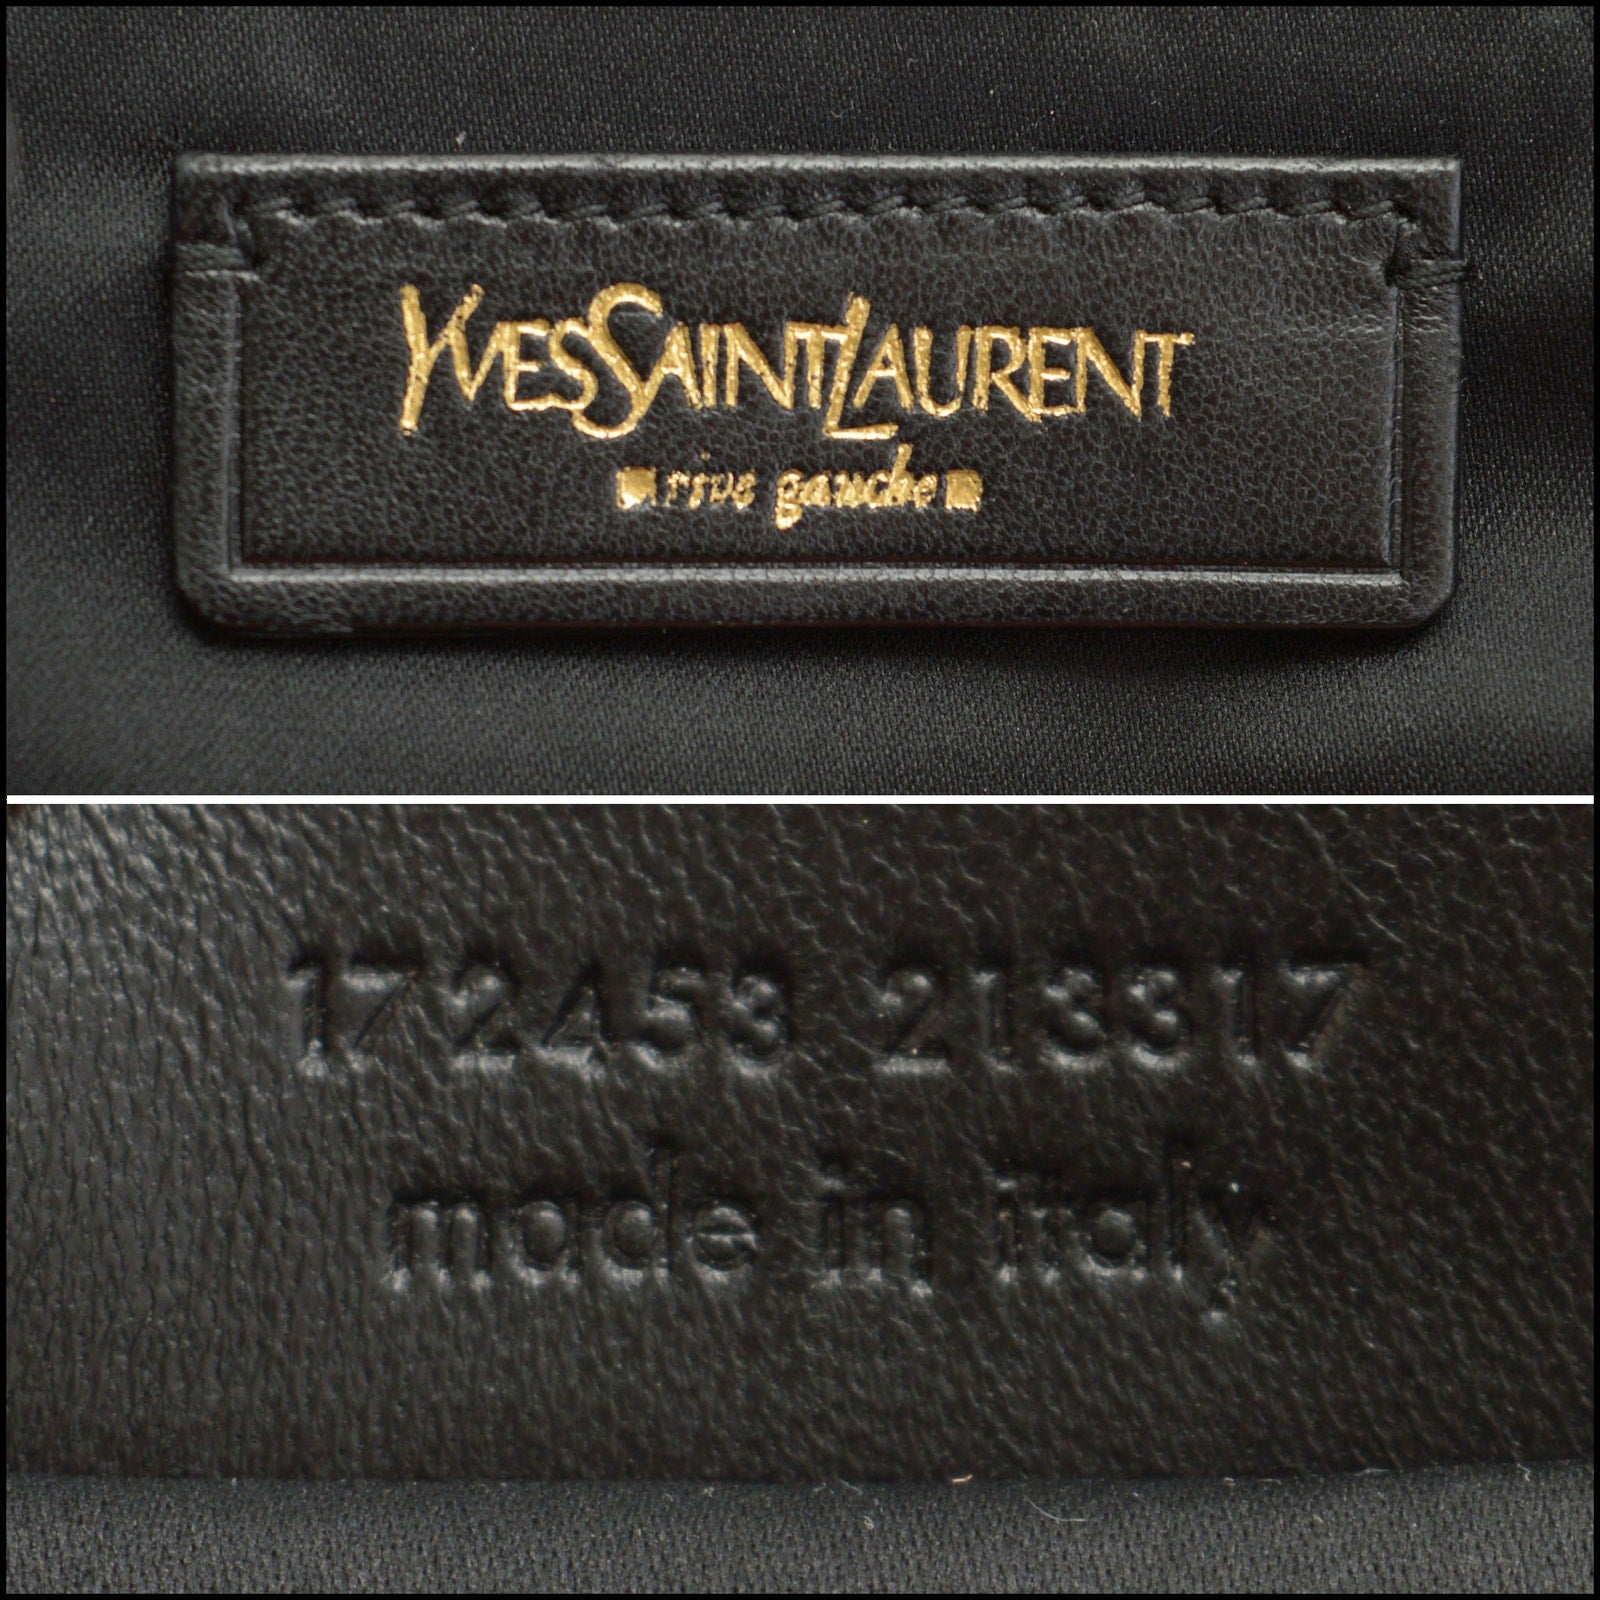 YVESSAINTLAURENT
rive gauche
172453 213317
made in italy